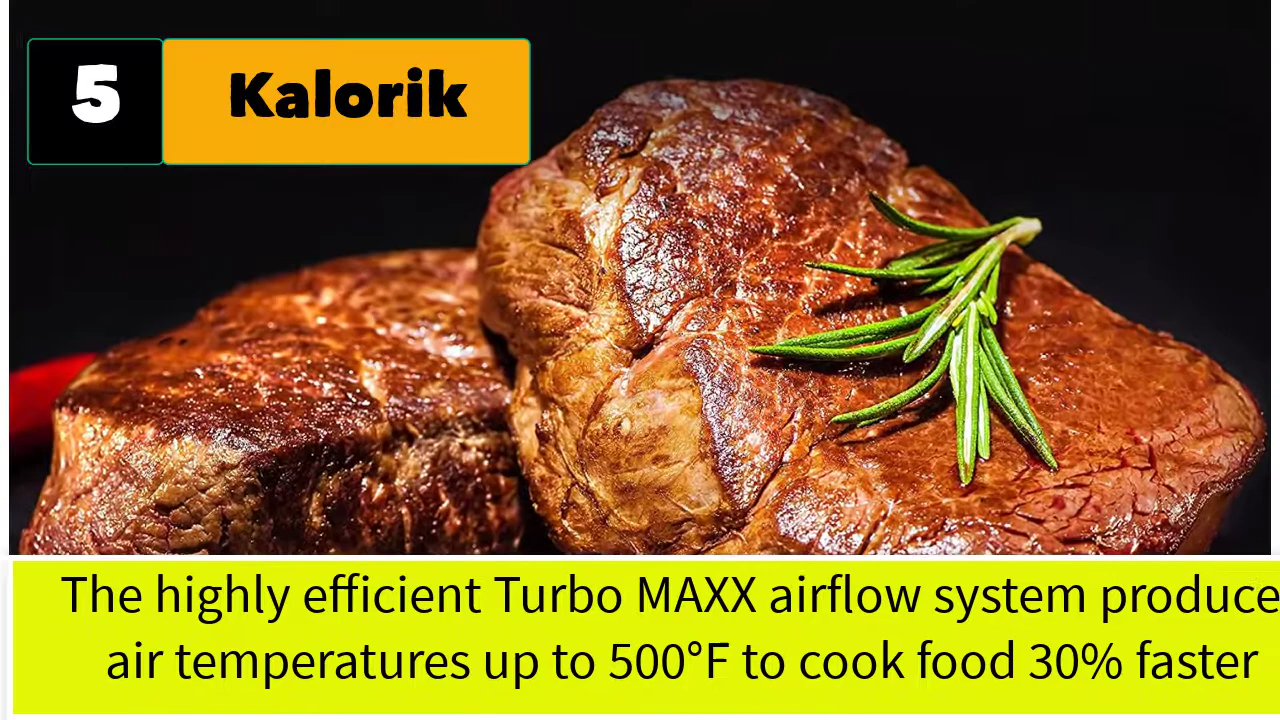 5 Kalorik
The highly efficient Turbo MAXX airflow system produce
air temperatures up to 500°F to cook food 30% faster